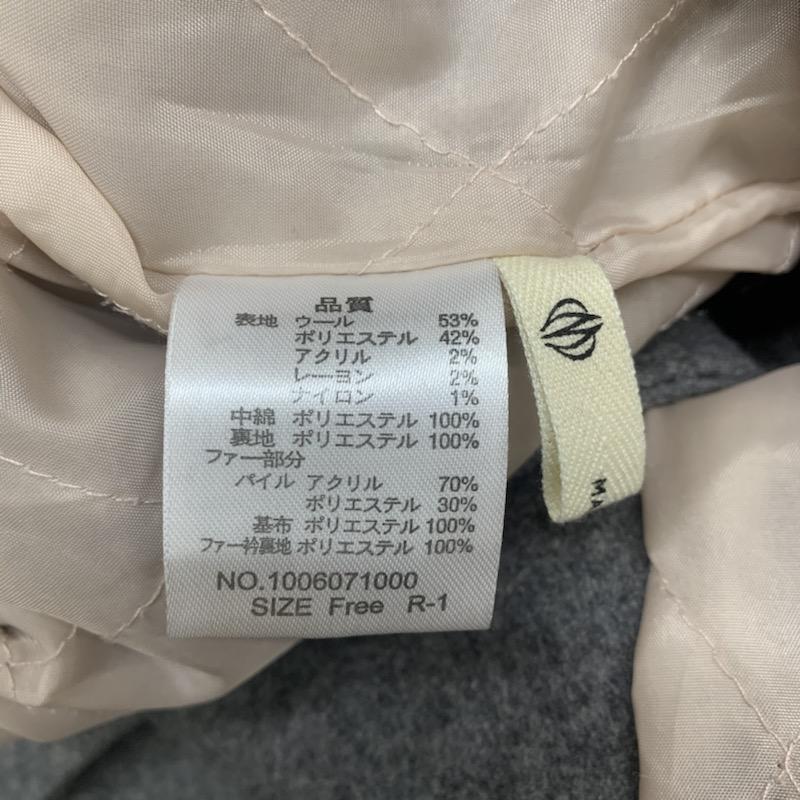 品質
表地 ウール 53%
ポリエステル 42%
アクリル 2%
レーヨン 2%
ナイロン 1%
中綿 ポリエステル 100%
裏地 ポリエステル 100%
ファー部分
パイル アクリル 70%
ポリエステル 30%
基布 ポリエステル 100%
ファー衿裏地 ポリエステル 100%
NO.1006071000
SIZE Free R-1